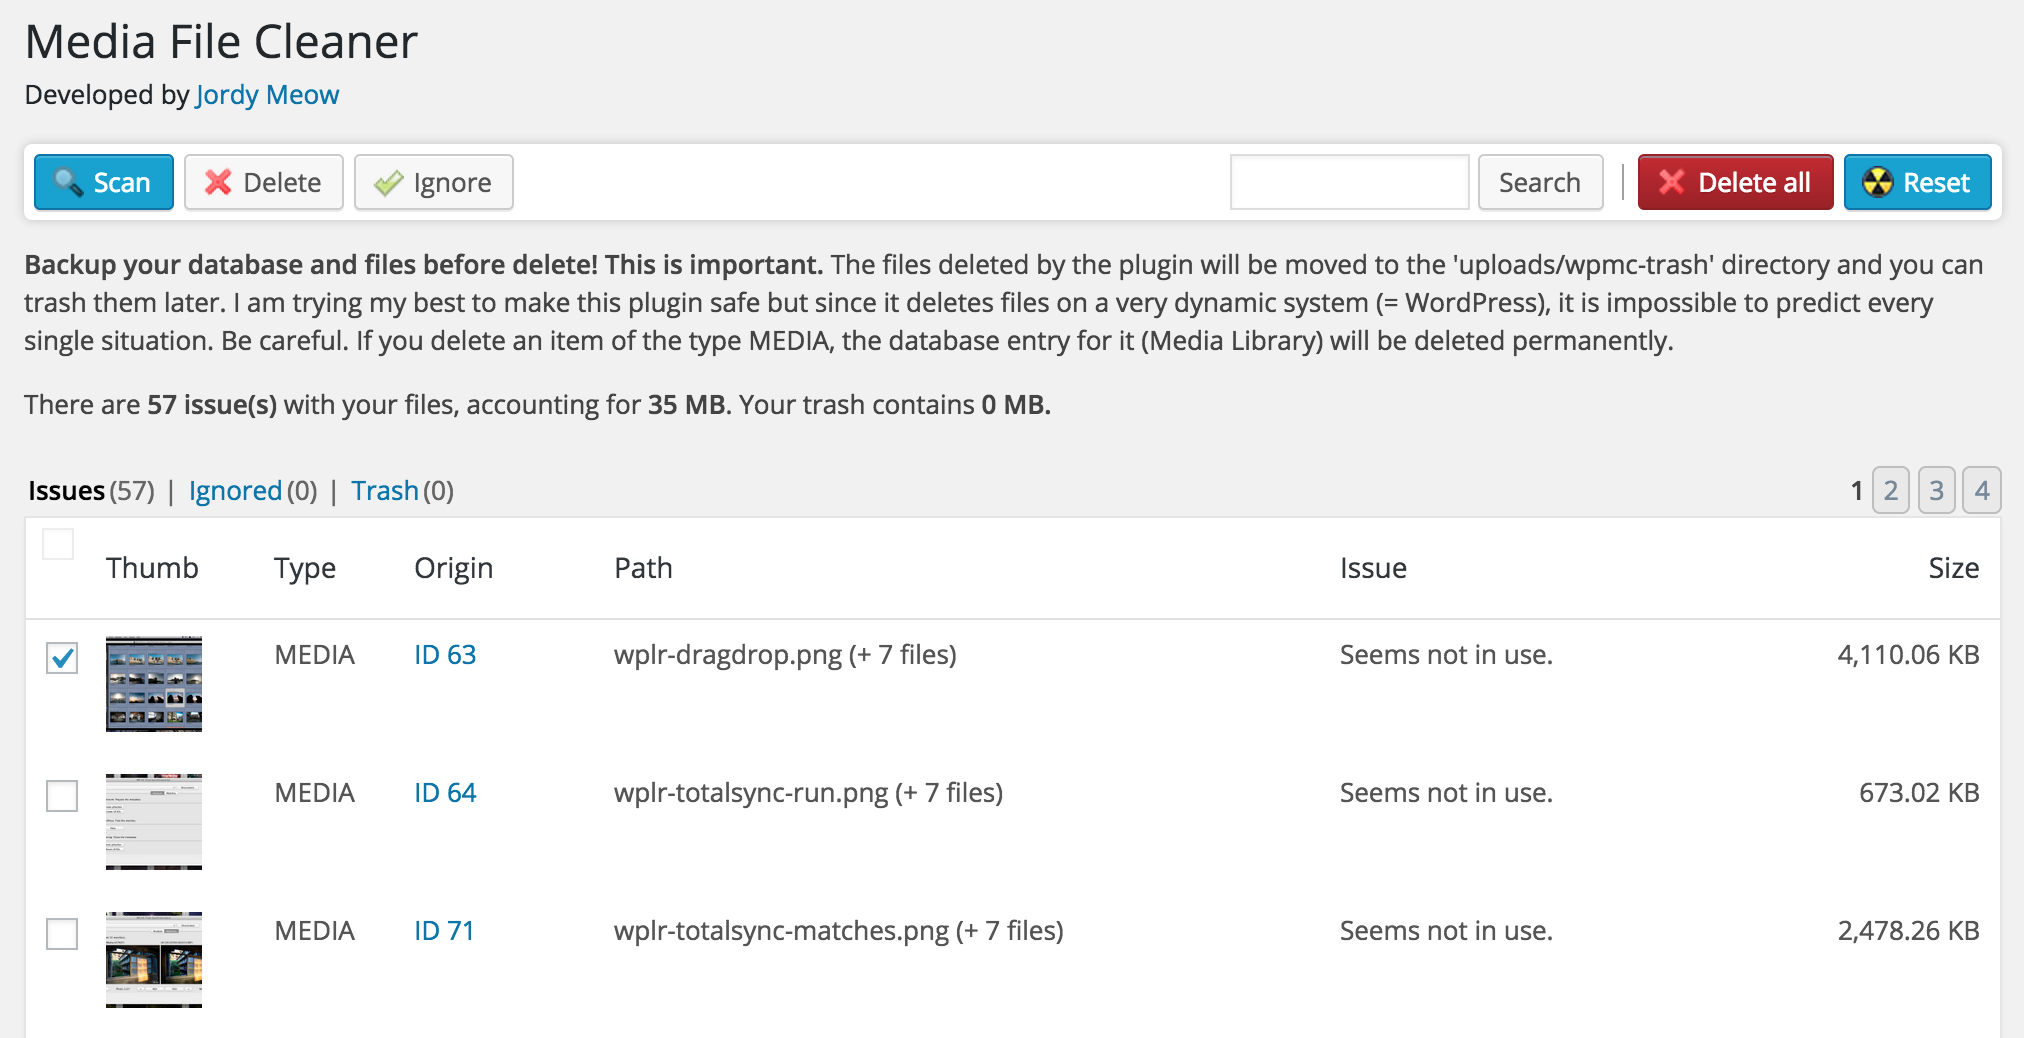 Media File Cleaner
Developed by Jordy Meow
Scan Delete Ignore Search | Delete all Reset
Backup your database and files before delete! This is important. The files deleted by the plugin will be moved to the 'uploads/wpmc-trash' directory and you can
trash them later. I am trying my best to make this plugin safe but since it deletes files on a very dynamic system (= WordPress), it is impossible to predict every
single situation. Be careful. If you delete an item of the type MEDIA, the database entry for it (Media Library) will be deleted permanently.
There are 57 issue(s) with your files, accounting for 35 MB. Your trash contains 0 MB.
Issues (57) | Ignored (0) | Trash (0) 1 2 3 4
Thumb Type Origin Path Issue Size
MEDIA ID 63 wplr-dragdrop.png (+ 7 files) Seems not in use. 4,110.06 KB
MEDIA ID 64 wplr-totalsync-run.png (+ 7 files) Seems not in use. 673.02 KB
MEDIA ID 71 wplr-totalsync-matches.png (+ 7 files) Seems not in use. 2,478.26 KB